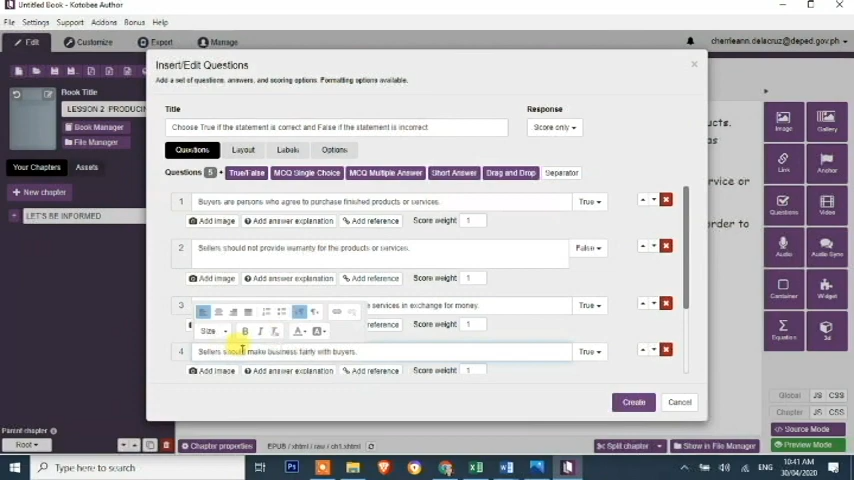 Untitled Book - Kotobee Author
File Settings Support Addons Bonus Help
Edit Customize Export Manage cherrieann.delacruz@deped.gov.ph
Insert/Edit Questions
Add a set of questions, answers, and scoring options. Formatting options available.
Book Title
LESSON 2 PRODUCIN
Book Manager
File Manager
Your Chapters Assets
New chapter
LET'S BE INFORMED
Title Response
Choose True if the statement is correct and False if the statement is incorrect Score only
Questions Layout Labels Options
Questions 5 + True/False MCQ Single Choice MCQ Multiple Answer Short Answer Drag and Drop Separator
1 Buyers are persons who agree to purchase finished products or services. True
Add image Add answer explanation Add reference Score weight 1
2 Sellers should not provide warranty for the products or services. False
Add image Add answer explanation Add reference Score weight 1
3 e services in exchange for money. True
reference Score weight 1
Size B I
4 Sellers should make business fairly with buyers. True
Add image Add answer explanation Add reference Score weight 1
Create Cancel
ucts.
as
rvice or
order to
Image Gallery
Link Anchor
Questions Video
Audio Audio Sync
Container Widget
Equation 3d
Global JS CSS
Chapter JS CSS
Source Mode
Preview Mode
Parent chapter
Root
Chapter properties EPUB / xhtml / raw / ch1.xhtml Split chapter Show in File Manager
Type here to search
ENG
10:41 AM
30/04/2020